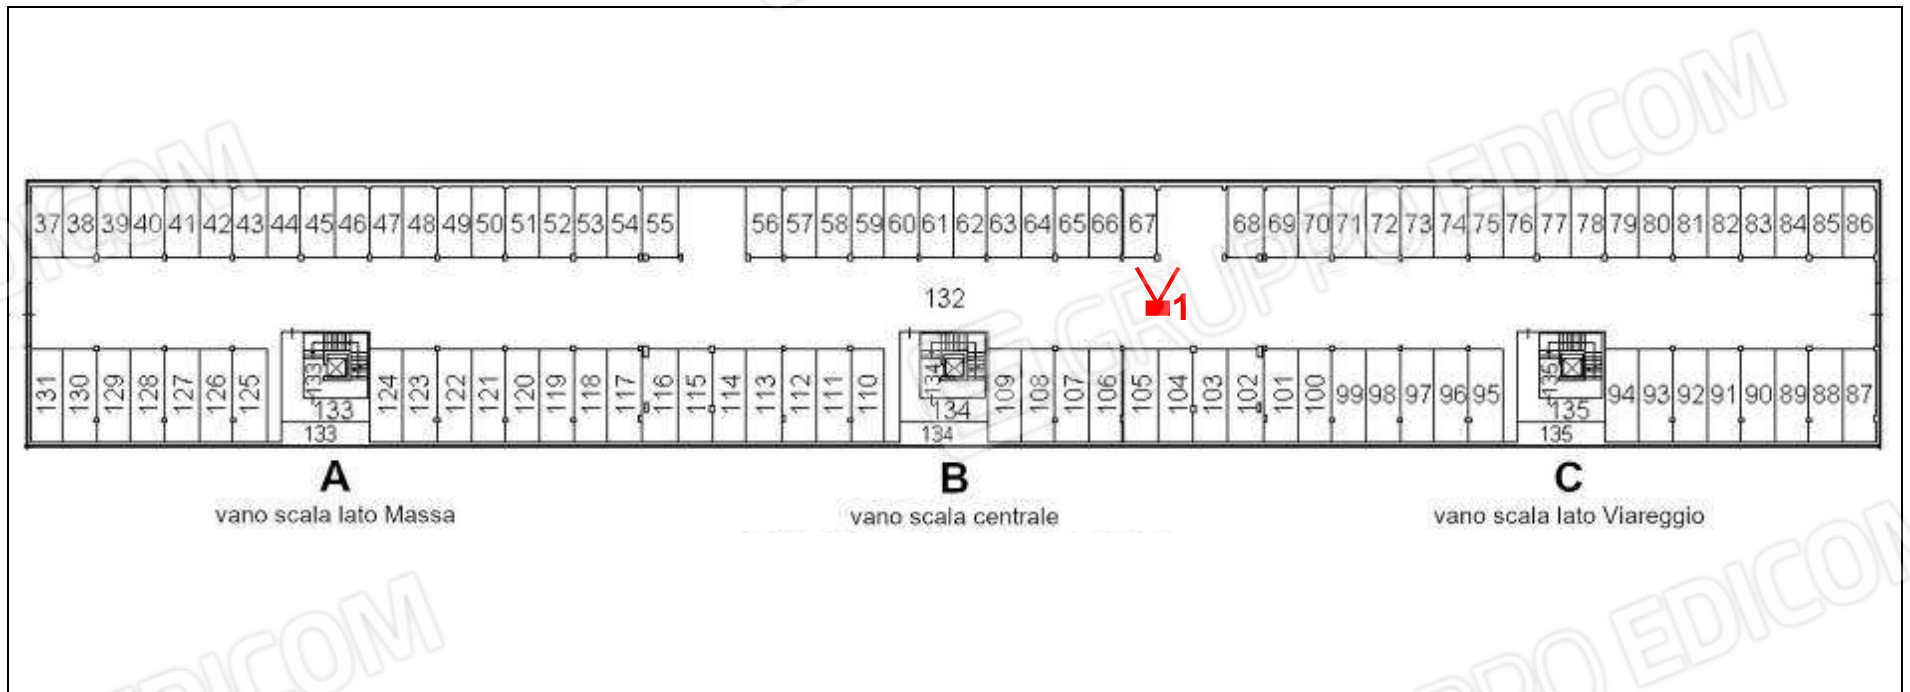 37 38 39 40 41 42 43 44 45 46 47 48 49 50 51 52 53 54 55 56 57 58 59 60 61 62 63 64 65 66 67 68 69 70 71 72 73 74 75 76 77 78 79 80 81 82 83 84 85 86
132
1
131 130 129 128 127 126 125 133 124 123 122 121 120 119 118 117 116 115 114 113 112 111 110 134 109 108 107 106 105 104 103 102 101 100 99 98 97 96 95 135 94 93 92 91 90 89 88 87
133 134 135
133 134 135
A B C
vano scala lato Massa vano scala centrale vano scala lato Viareggio
GRUPPO EDICOM
EDICOM
EDICOM
PPO EDICOM